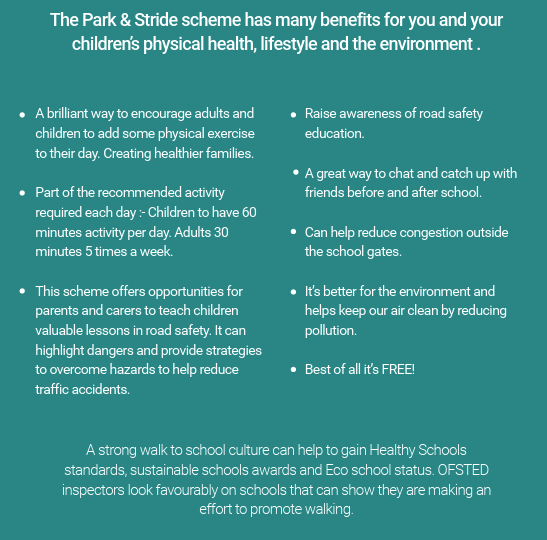 The Park & Stride scheme has many benefits for you and your
children's physical health, lifestyle and the environment .
• A brilliant way to encourage adults and
children to add some physical exercise
to their day. Creating healthier families.
• Part of the recommended activity
required each day :- Children to have 60
minutes activity per day. Adults 30
minutes 5 times a week.
• This scheme offers opportunities for
parents and carers to teach children
valuable lessons in road safety. It can
highlight dangers and provide strategies
to overcome hazards to help reduce
traffic accidents.
• Raise awareness of road safety
education.
• A great way to chat and catch up with
friends before and after school.
• Can help reduce congestion outside
the school gates.
• It's better for the environment and
helps keep our air clean by reducing
pollution.
• Best of all it's FREE!
A strong walk to school culture can help to gain Healthy Schools
standards, sustainable schools awards and Eco school status. OFSTED
inspectors look favourably on schools that can show they are making an
effort to promote walking.